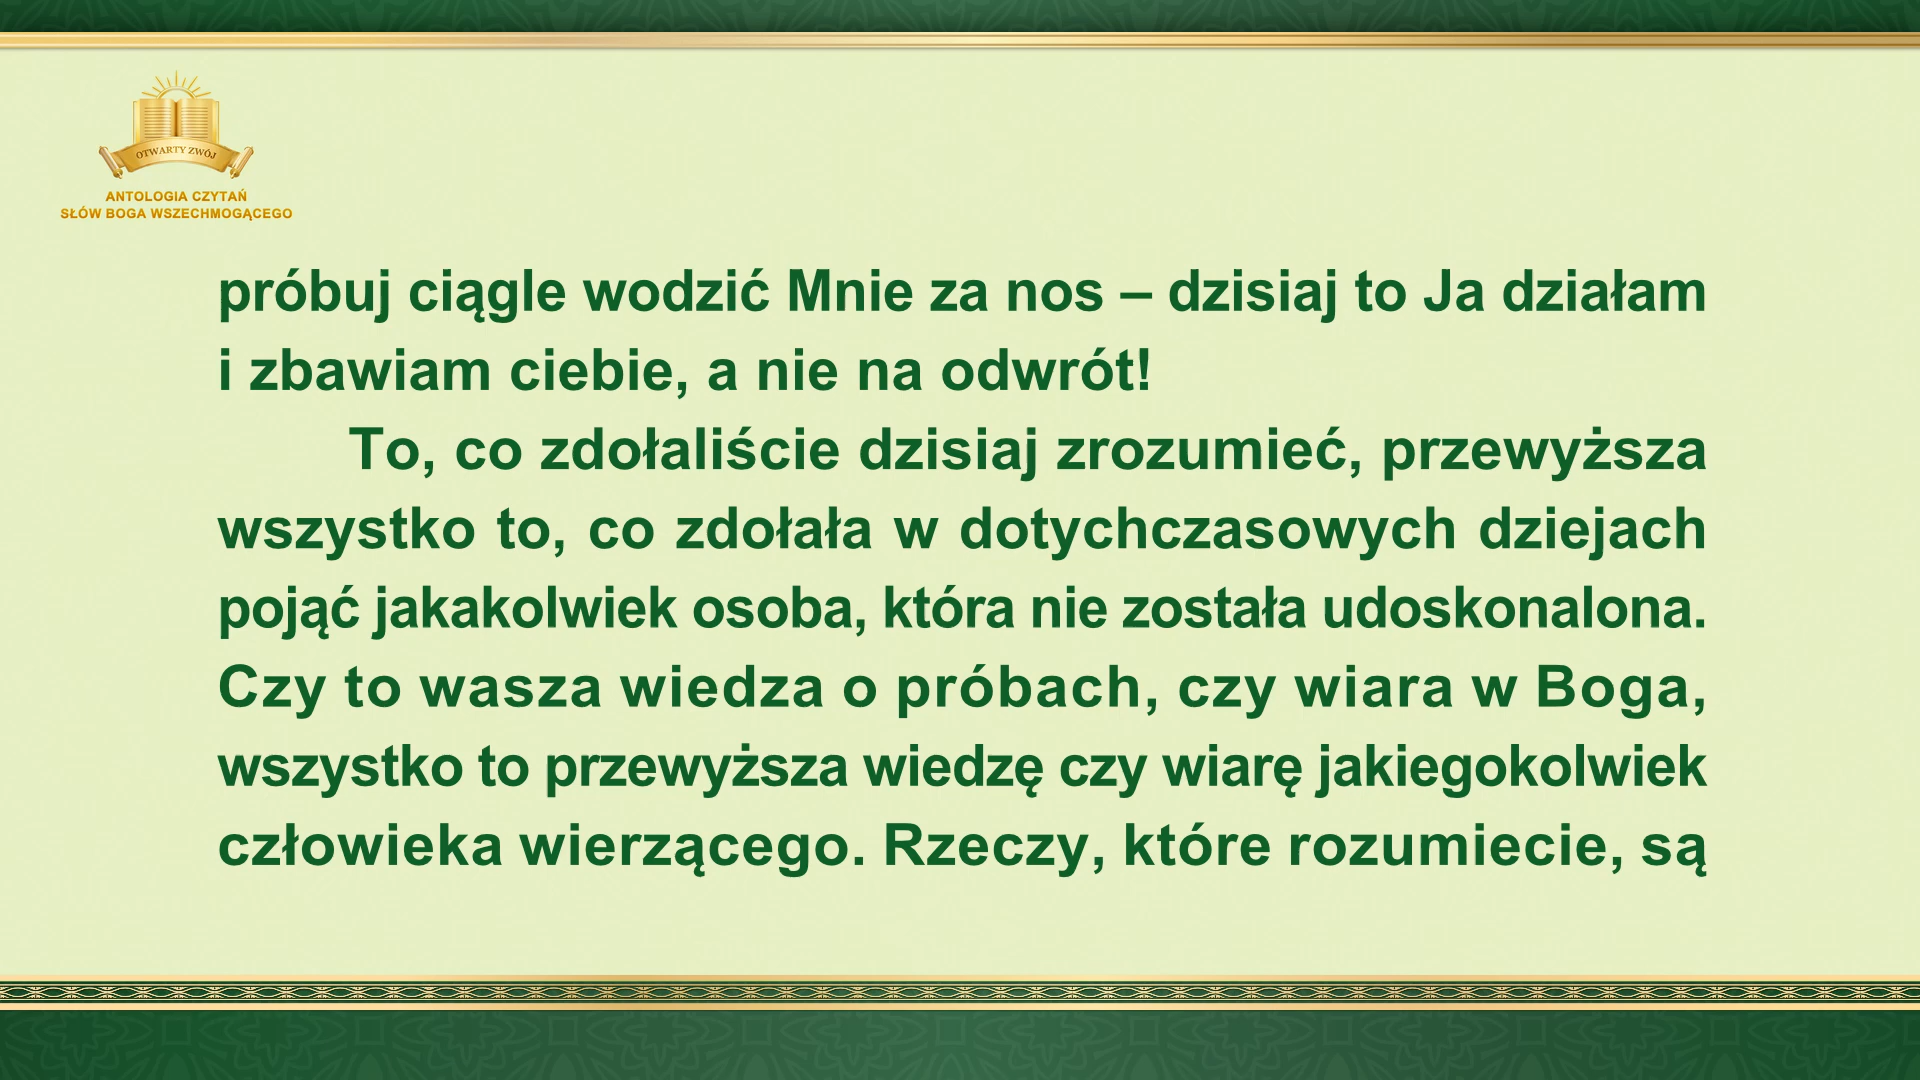 OTWARTY ZWÓJ
ANTOLOGIA CZYTAŃ
SŁÓW BOGA WSZECHMOGĄCEGO
próbuj ciągle wodzić Mnie za nos – dzisiaj to Ja działam
i zbawiam ciebie, a nie na odwrót!
To, co zdołaliście dzisiaj zrozumieć, przewyższa
wszystko to, co zdołała w dotychczasowych dziejach
pojąć jakakolwiek osoba, która nie została udoskonalona.
Czy to wasza wiedza o próbach, czy wiara w Boga,
wszystko to przewyższa wiedzę czy wiarę jakiegokolwiek
człowieka wierzącego. Rzeczy, które rozumiecie, są